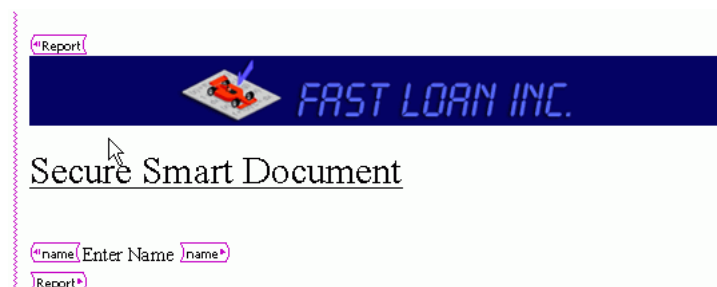 Report
FAST LOAN INC.
Secure Smart Document
name Enter Name name
Report